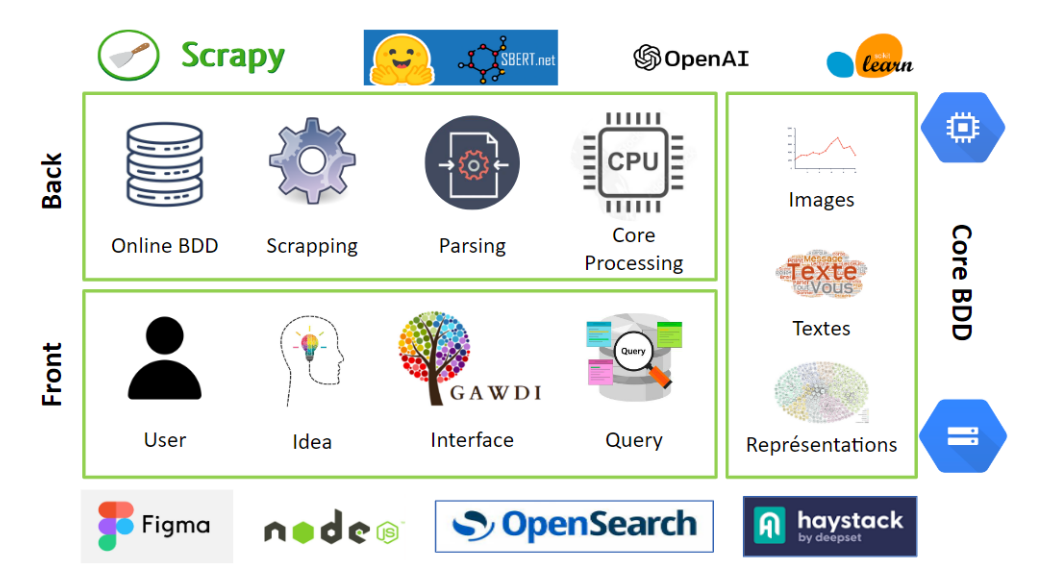 Scrapy
SBERT.net
OpenAI
learn
Back
CPU
Online BDD
Scrapping
Parsing
Core
Processing
Images
Message
Texte
Vous
Textes
Représentations
Core BDD
Front
GAWDI
Query
User
Idea
Interface
Query
Figma
node
JS
OpenSearch
haystack
by deepset